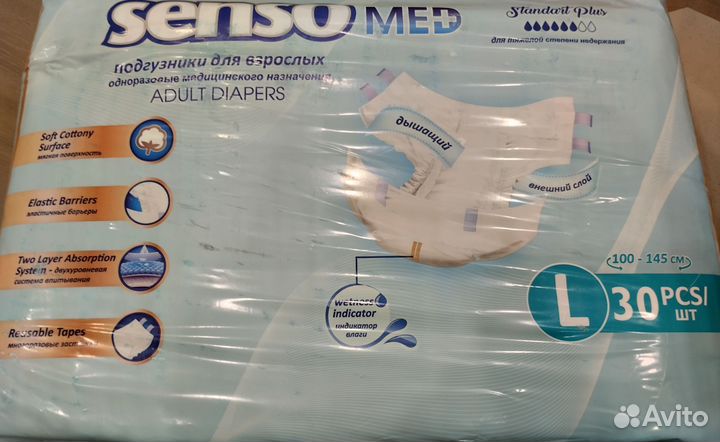 senso MED
Standart Plus
для тяжелой степени недержания
подгузники для взрослых
одноразовые медицинского назначения
ADULT DIAPERS
Soft Cottony
Surface
мягкая поверхность
дышащий
внешний слой
Elastic Barriers
эластичные барьеры
Two Layer Absorption
System - двухуровневая
система впитывания
100 - 145 см
L 30 PCS/
шт
wetness
indicator
индикатор
влаги
Reusable Tapes
многоразовые
Avito